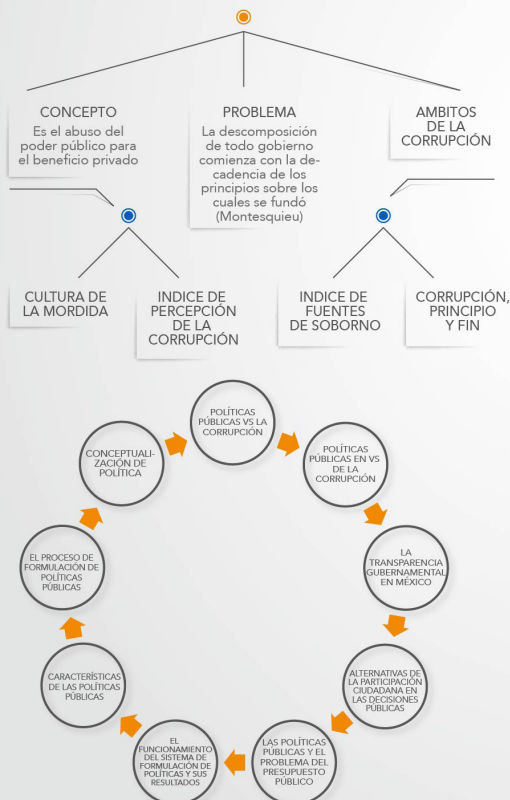 CONCEPTO
Es el abuso del
poder público para
el beneficio privado
PROBLEMA
La descomposición
de todo gobierno
comienza con la de-
cadencia de los
principios sobre los
cuales se fundó
(Montesquieu)
AMBITOS
DE LA
CORRUPCIÓN
CULTURA DE
LA MORDIDA
INDICE DE
PERCEPCIÓN
DE LA
CORRUPCIÓN
INDICE DE
FUENTES
DE SOBORNO
CORRUPCIÓN,
PRINCIPIO
Y FIN
POLÍTICAS
PÚBLICAS VS LA
CORRUPCIÓN
POLÍTICAS
PÚBLICAS EN VS
DE LA
CORRUPCIÓN
LA
TRANSPARENCIA
GUBERNAMENTAL
EN MÉXICO
ALTERNATIVAS DE
LA PARTICIPACIÓN
CIUDADANA EN
LAS DECISIONES
PÚBLICAS
LAS POLÍTICAS
PÚBLICAS Y EL
PROBLEMA DEL
PRESUPUESTO
PÚBLICO
EL
FUNCIONAMIENTO
DEL SISTEMA DE
FORMULACIÓN DE
POLÍTICAS Y SUS
RESULTADOS
CARACTERÍSTICAS
DE LAS POLÍTICAS
PÚBLICAS
EL PROCESO DE
FORMULACIÓN DE
POLÍTICAS
PÚBLICAS
CONCEPTUALI-
ZACIÓN DE
POLÍTICA